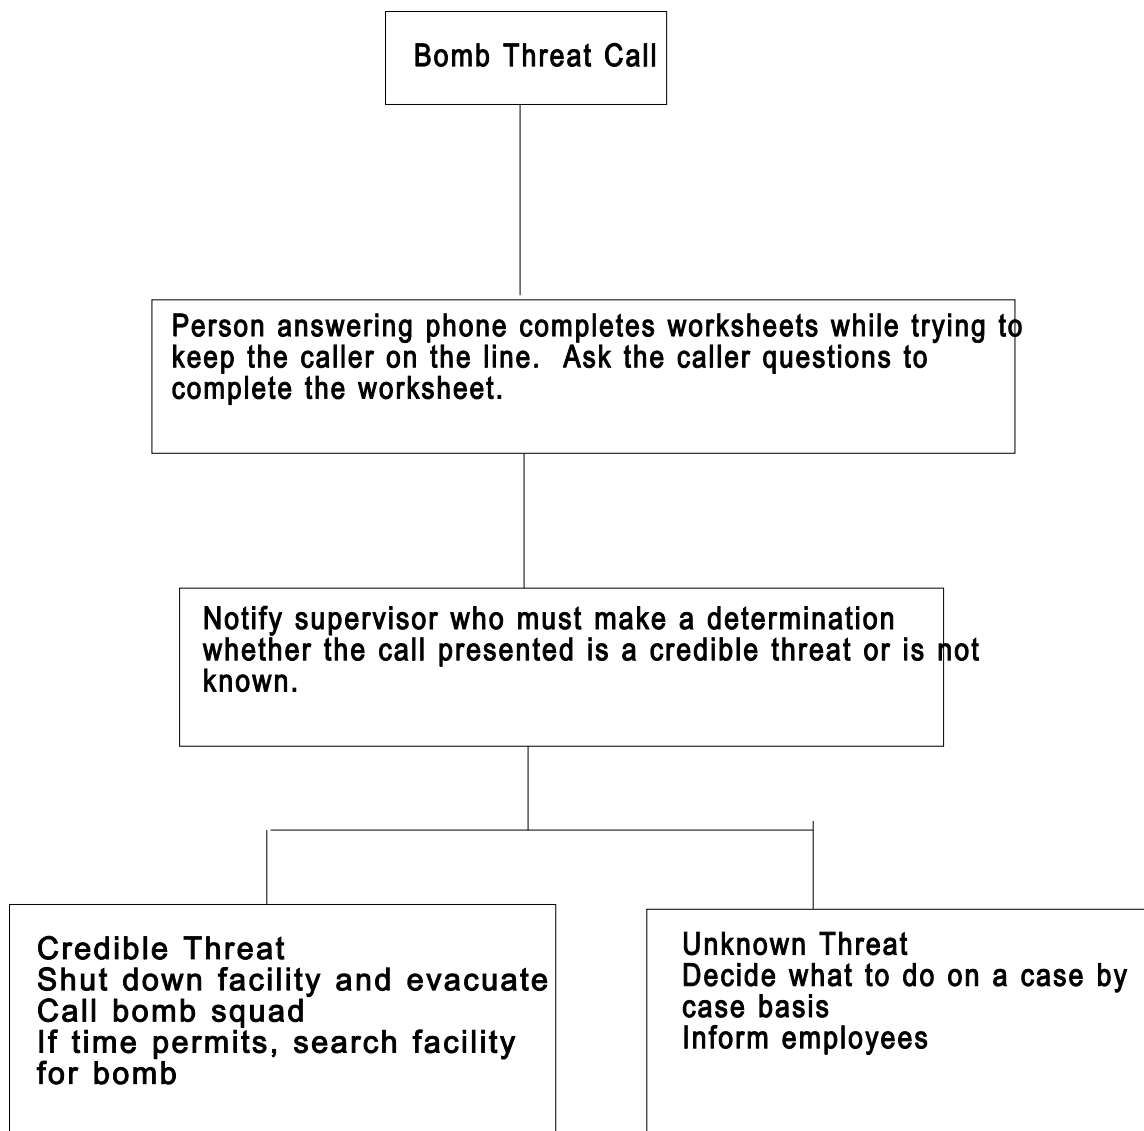 Bomb Threat Call
Person answering phone completes worksheets while trying to
keep the caller on the line.  Ask the caller questions to
complete the worksheet.
Notify supervisor who must make a determination
whether the call presented is a credible threat or is not
known.
Credible Threat
Shut down facility and evacuate
Call bomb squad
If time permits, search facility
for bomb
Unknown Threat
Decide what to do on a case by
case basis
Inform employees